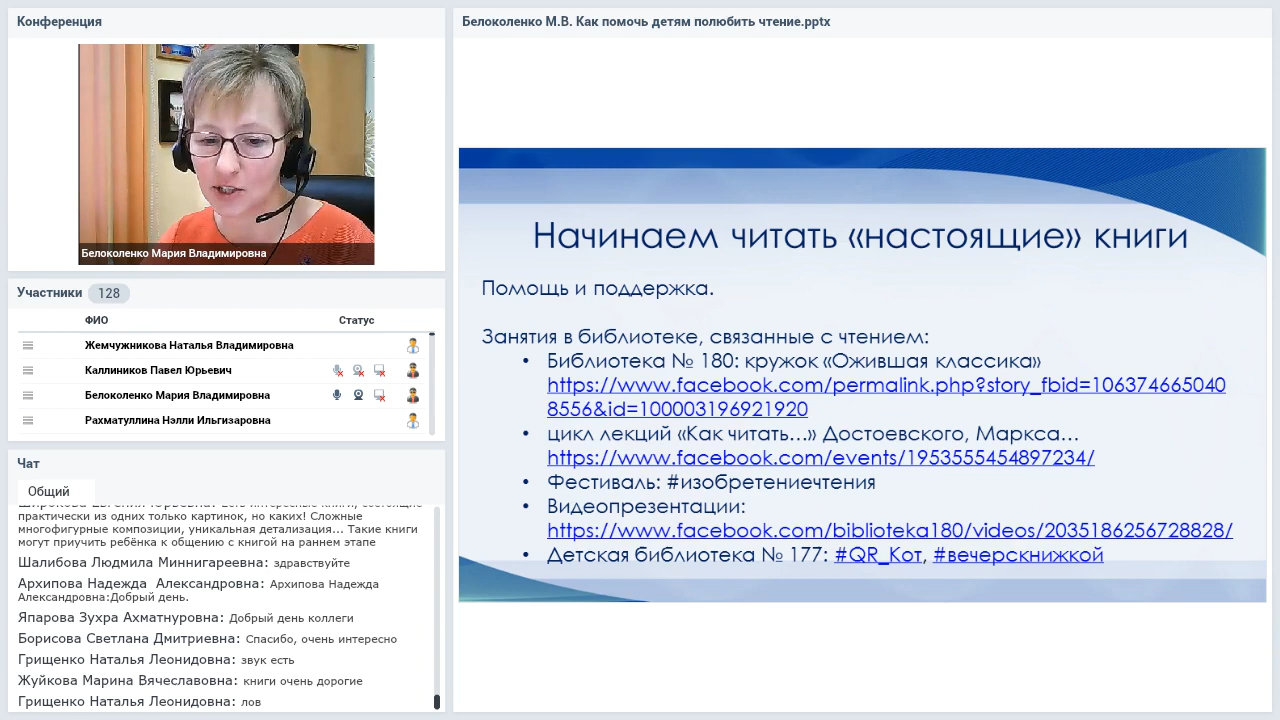 Конференция
Белоколенко Мария Владимировна
Участники 128
ФИО Статус
Жемчужникова Наталья Владимировна
Каллиников Павел Юрьевич
Белоколенко Мария Владимировна
Рахматуллина Нэлли Ильгизаровна
Чат
Общий
практически из одних только картинок, но каких! Сложные
многофигурные композиции, уникальная детализация... Такие книги
могут приучить ребёнка к общению с книгой на раннем этапе
Шалибова Людмила Миннигареевна: здравствуйте
Архипова Надежда Александровна: Архипова Надежда
Александровна:Добрый день.
Япарова Зухра Ахматнуровна: Добрый день коллеги
Борисова Светлана Дмитриевна: Спасибо, очень интересно
Грищенко Наталья Леонидовна: звук есть
Жуйкова Марина Вячеславовна: книги очень дорогие
Грищенко Наталья Леонидовна: лов
Белоколенко М.В. Как помочь детям полюбить чтение.pptx
Начинаем читать «настоящие» книги
Помощь и поддержка.
Занятия в библиотеке, связанные с чтением:
• Библиотека № 180: кружок «Ожившая классика»
https://www.facebook.com/permalink.php?story_fbid=106374665040
8556&id=100003196921920
• цикл лекций «Как читать...» Достоевского, Маркса...
https://www.facebook.com/events/1953555454897234/
• Фестиваль: #изобретениечтения
• Видеопрезентации:
https://www.facebook.com/biblioteka180/videos/2035186256728828/
• Детская библиотека № 177: #QR_Кот, #вечерскнижкой